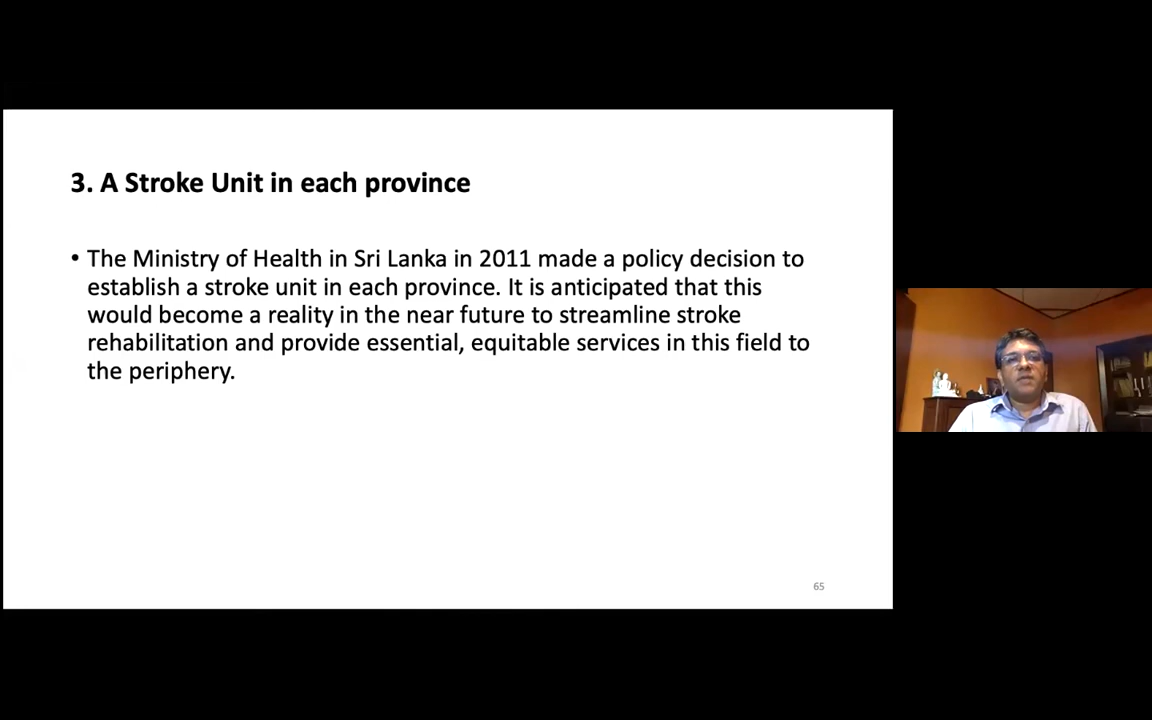 3. A Stroke Unit in each province
• The Ministry of Health in Sri Lanka in 2011 made a policy decision to
establish a stroke unit in each province. It is anticipated that this
would become a reality in the near future to streamline stroke
rehabilitation and provide essential, equitable services in this field to
the periphery.
65